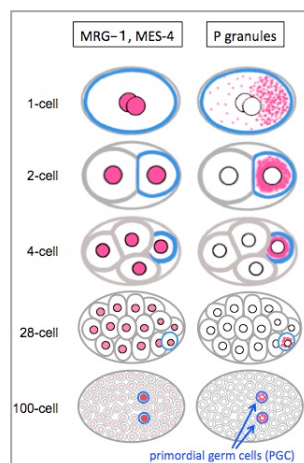 MRG-1, MES-4
P granules
1-cell
2-cell
4-cell
28-cell
100-cell
primordial germ cells (PGC)